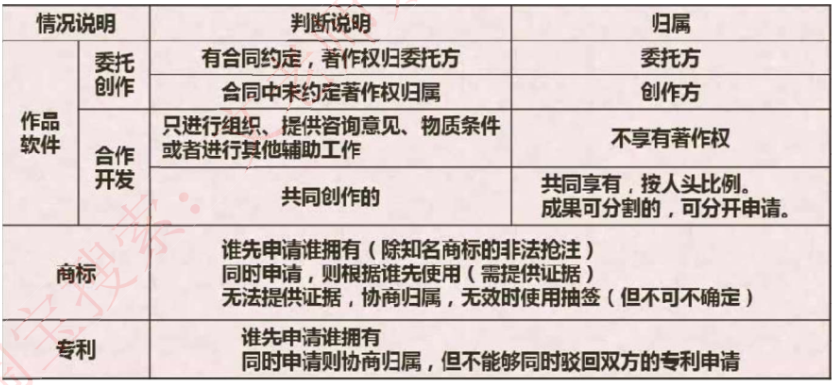 情况说明 判断说明 归属
作品
软件
委托
创作
有合同约定，著作权归委托方 委托方
合同中未约定著作权归属 创作方
合作
开发
只进行组织、提供咨询意见、物质条件
或者进行其他辅助工作
不享有著作权
共同创作的
共同享有，按人头比例。
成果可分割的，可分开申请。
商标
谁先申请谁拥有（除知名商标的非法抢注）
同时申请，则根据谁先使用（需提供证据）
无法提供证据，协商归属，无效时使用抽签（但不可不确定）
专利
谁先申请谁拥有
同时申请则协商归属，但不能够同时驳回双方的专利申请
淘宝搜索：